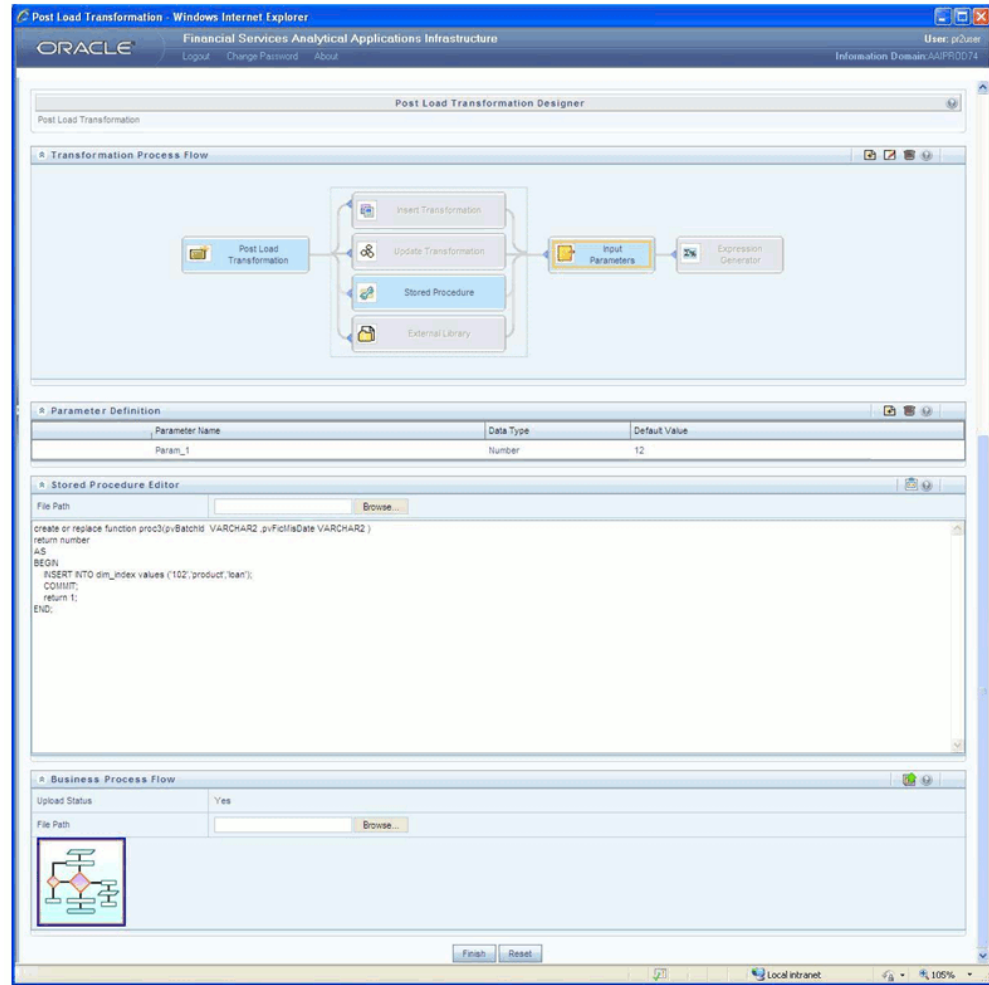 Post Load Transformation - Windows Internet Explorer
ORACLE
Financial Services Analytical Applications Infrastructure
User: pr2user
Logout Change Password About
Information Domain:AAIPROD74
Post Load Transformation Designer
Post Load Transformation
Transformation Process Flow
Insert Transformation
Post Load Transformation
Update Transformation
Input Parameters
Expression Generator
Stored Procedure
External Library
Parameter Definition
Parameter Name Data Type Default Value
Param_1 Number 12
Stored Procedure Editor
File Path Browse...
create or replace function proc3(pvBatchId VARCHAR2 ,pvFicMisDate VARCHAR2 )
return number
AS
BEGIN
INSERT INTO dim_index values ('102','product','loan');
COMMIT;
return 1;
END;
Business Process Flow
Upload Status Yes
File Path Browse...
Finish Reset
Local intranet 105%